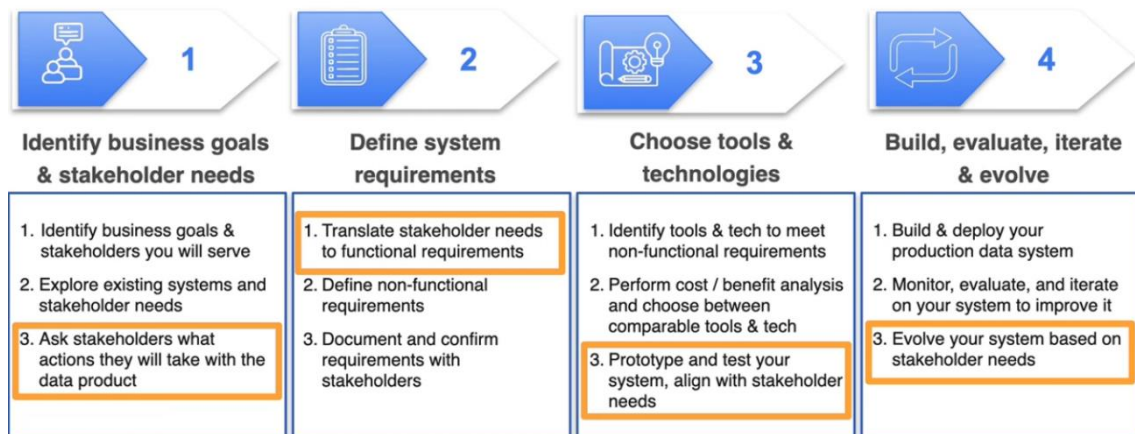 1
2
3
4
Identify business goals
& stakeholder needs
Define system
requirements
Choose tools &
technologies
Build, evaluate, iterate
& evolve
1. Identify business goals &
stakeholders you will serve
2. Explore existing systems and
stakeholder needs
3. Ask stakeholders what
actions they will take with the
data product
1. Translate stakeholder needs
to functional requirements
2. Define non-functional
requirements
3. Document and confirm
requirements with
stakeholders
1. Identify tools & tech to meet
non-functional requirements
2. Perform cost / benefit analysis
and choose between
comparable tools & tech
3. Prototype and test your
system, align with stakeholder
needs
1. Build & deploy your
production data system
2. Monitor, evaluate, and iterate
on your system to improve it
3. Evolve your system based on
stakeholder needs